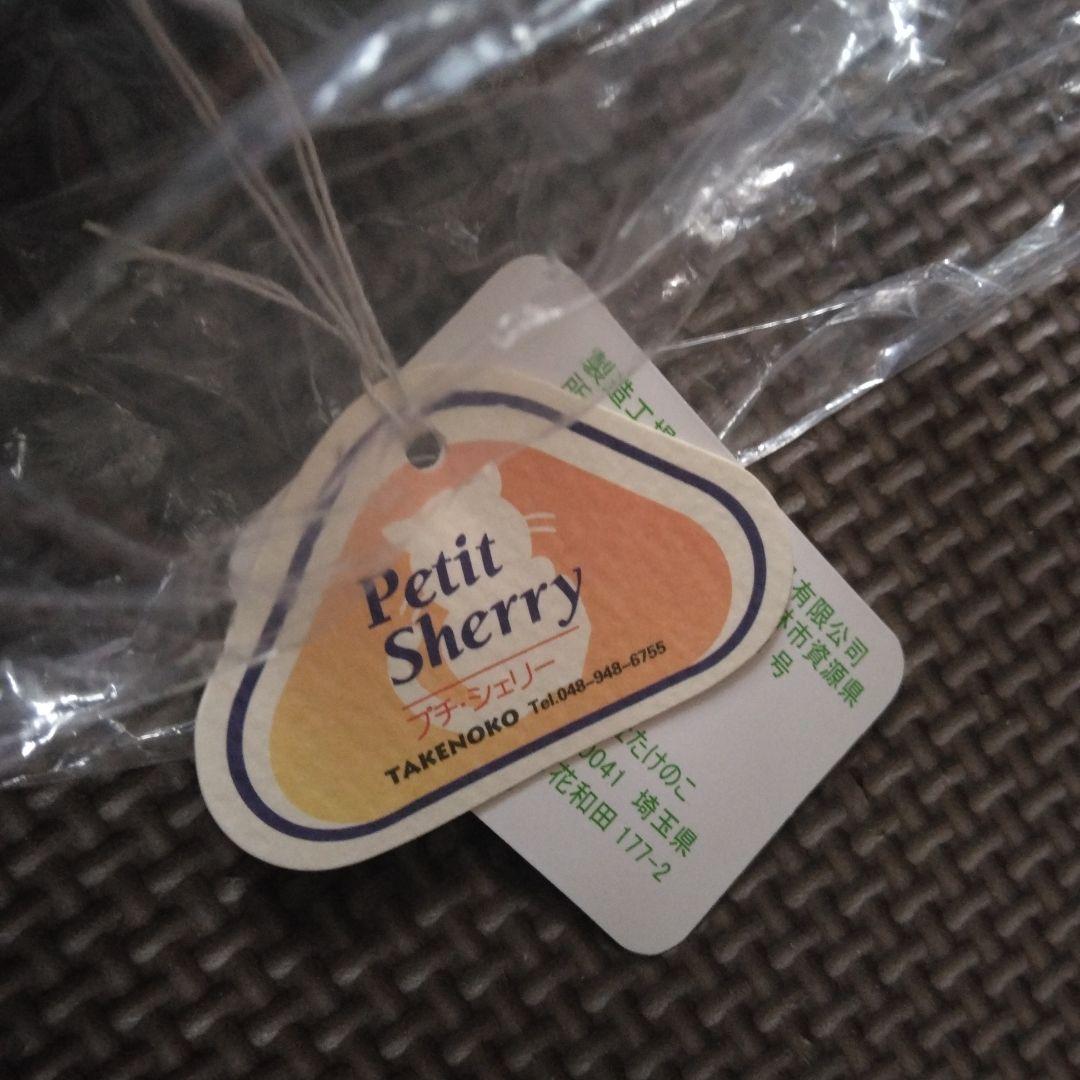 Petit
Sherry
プチ・シェリー
TAKENOKO Tel.048-948-6755
製造工場
有限公司
林市資源県
号
たけのこ
0041 埼玉県
花和田 177-2